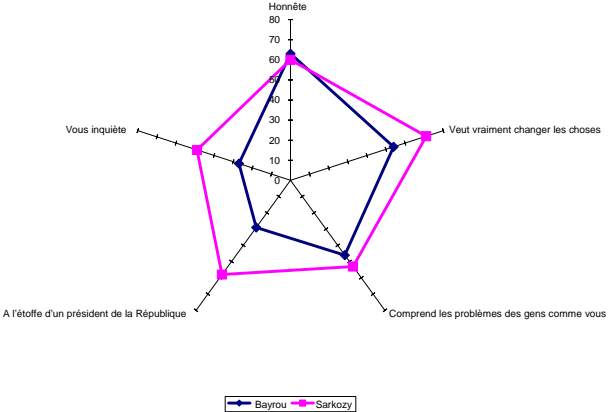 Honnête
80
70
60
50
40
30
20
10
0
Veut vraiment changer les choses
Vous inquiète
A l'étoffe d'un président de la République
Comprend les problèmes des gens comme vous
Bayrou Sarkozy